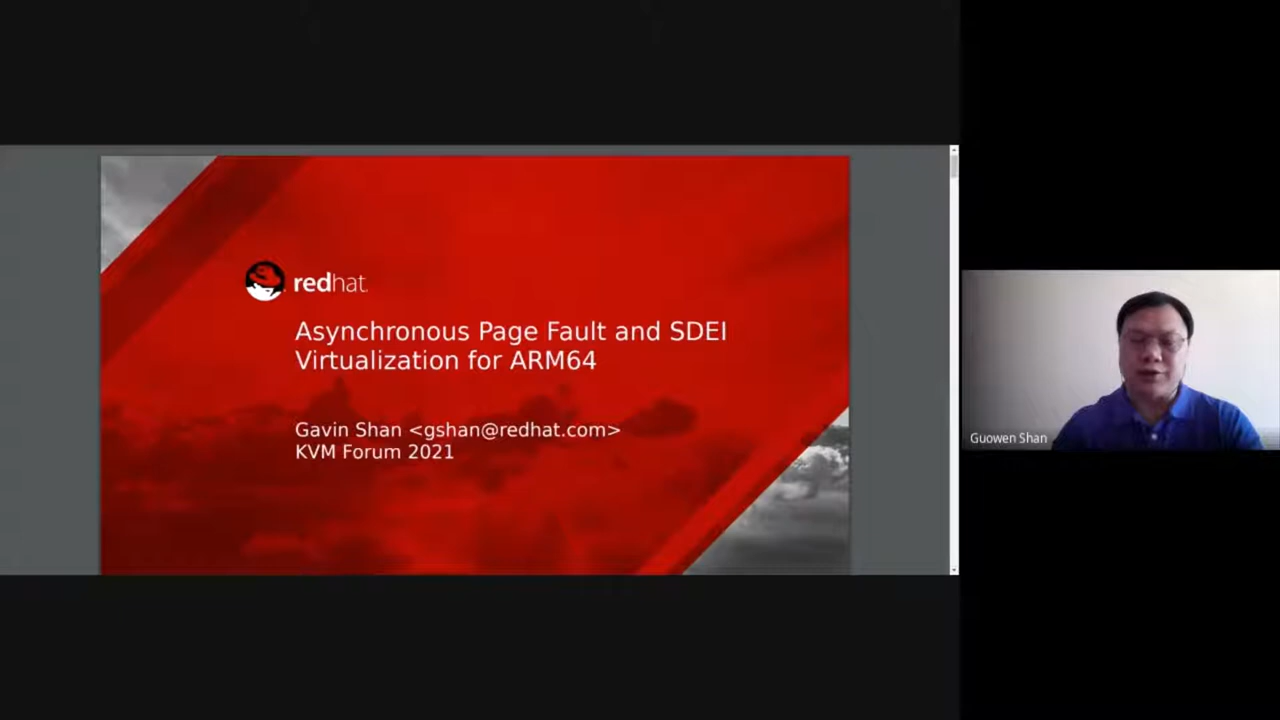 redhat.
Asynchronous Page Fault and SDEI
Virtualization for ARM64
Gavin Shan <gshan@redhat.com>
KVM Forum 2021
Guowen Shan